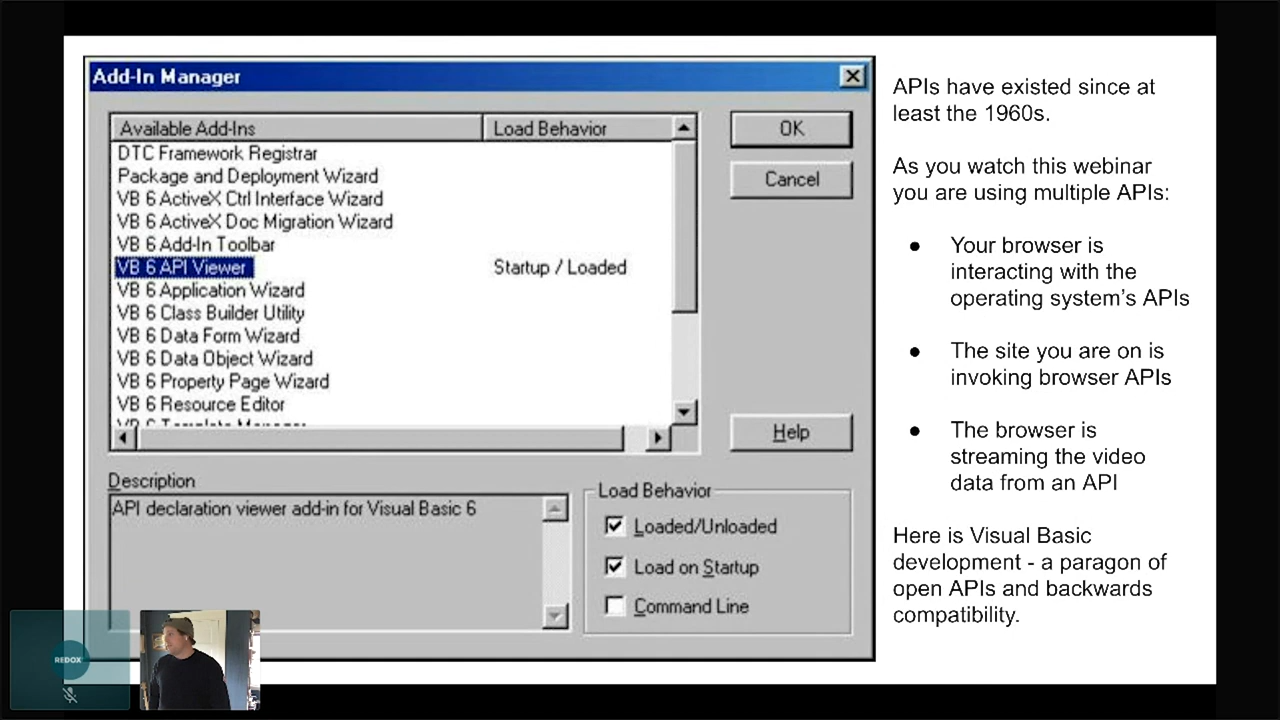 Add-In Manager
Available Add-Ins
Load Behavior
DTC Framework Registrar
Package and Deployment Wizard
VB 6 ActiveX Ctrl Interface Wizard
VB 6 ActiveX Doc Migration Wizard
VB 6 Add-In Toolbar
VB 6 API Viewer
Startup / Loaded
VB 6 Application Wizard
VB 6 Class Builder Utility
VB 6 Data Form Wizard
VB 6 Data Object Wizard
VB 6 Property Page Wizard
VB 6 Resource Editor
VB 6 Template Manager
OK
Cancel
Help
Description
API declaration viewer add-in for Visual Basic 6
Load Behavior
Loaded/Unloaded
Load on Startup
Command Line
APIs have existed since at
least the 1960s.
As you watch this webinar
you are using multiple APIs:
● Your browser is
interacting with the
operating system’s APIs
● The site you are on is
invoking browser APIs
● The browser is
streaming the video
data from an API
Here is Visual Basic
development - a paragon of
open APIs and backwards
compatibility.
REDOX